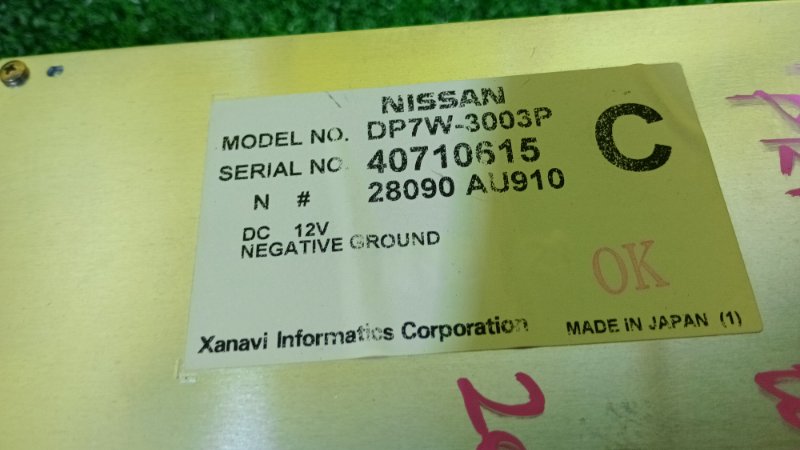 NISSAN
MODEL NO. DP7W-3003P
SERIAL NO. 40710615
C
N # 28090 AU910
DC 12V
NEGATIVE GROUND
OK
Xanavi Informatics Corporation MADE IN JAPAN (1)